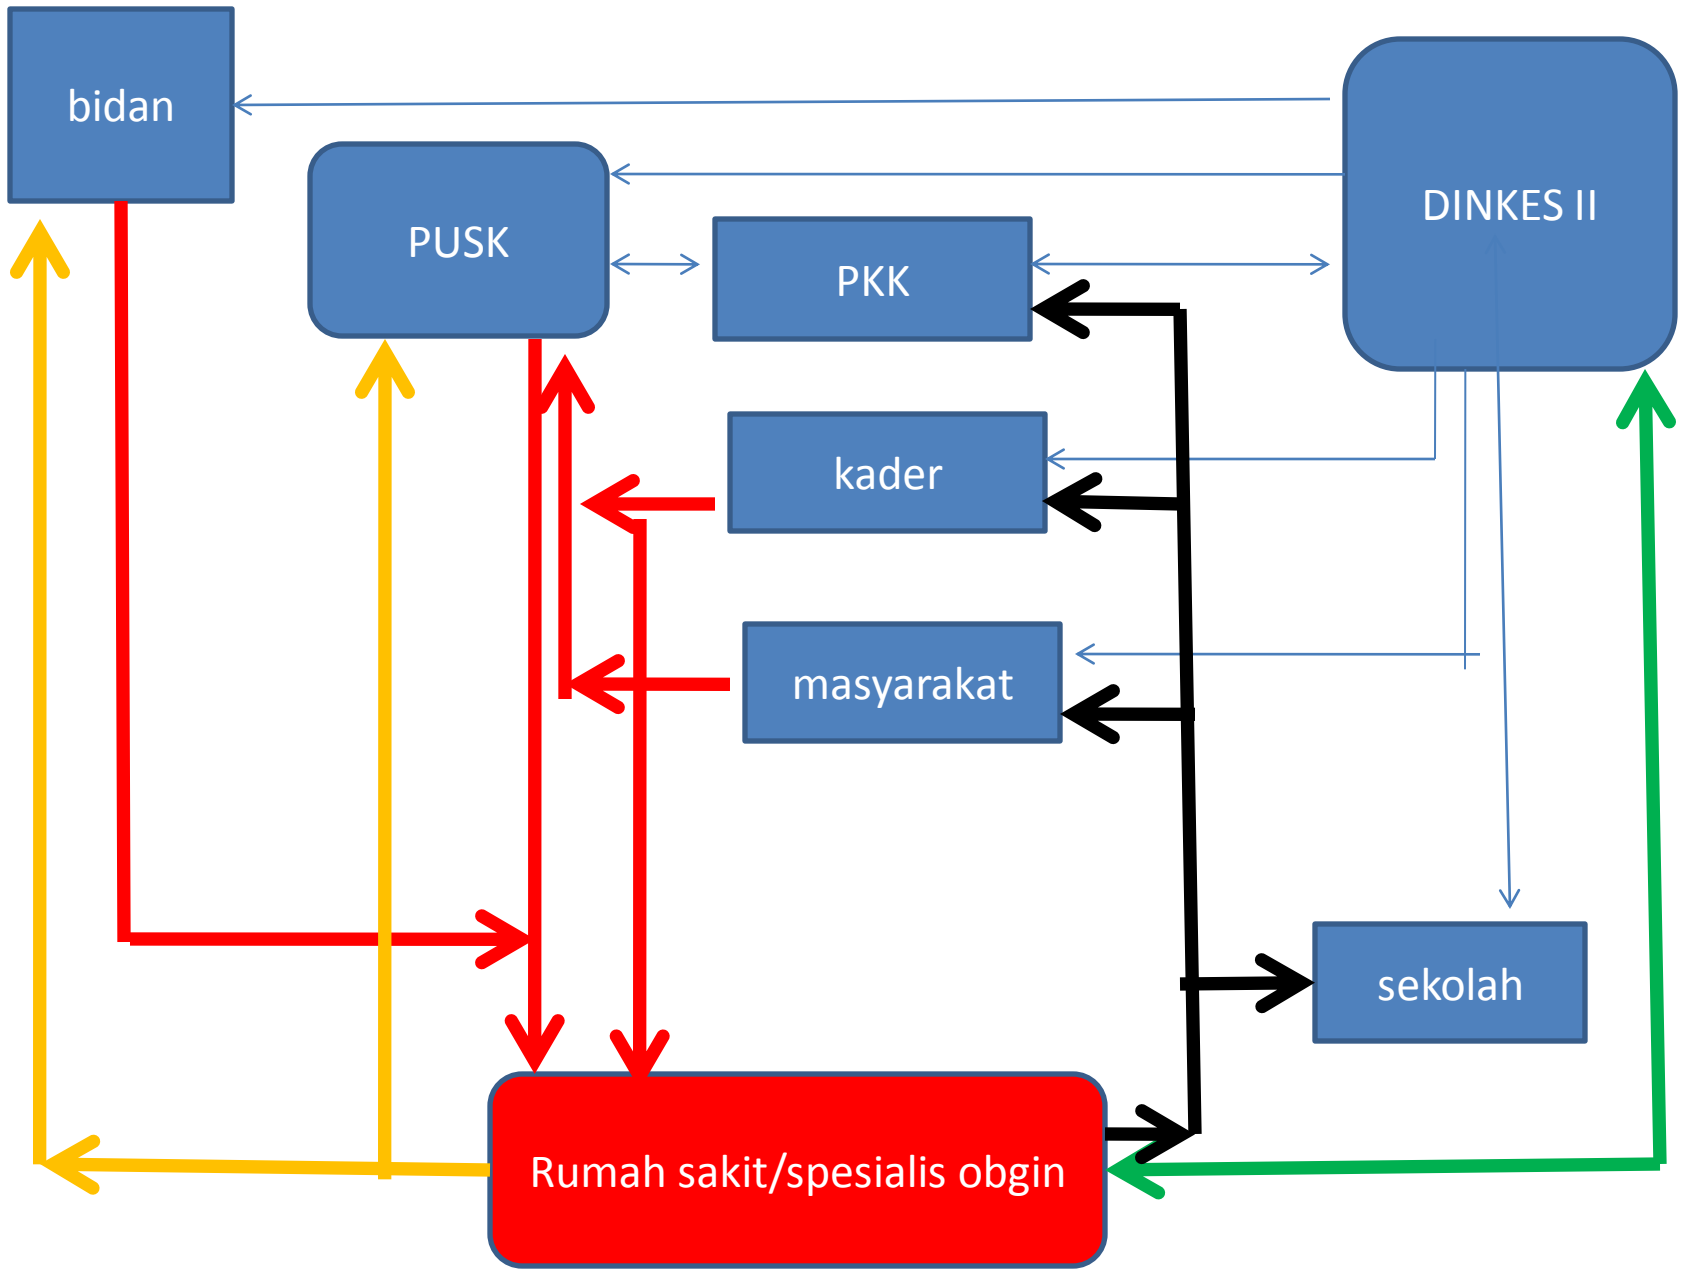 bidan
DINKES II
PUSK
PKK
kader
masyarakat
sekolah
Rumah sakit/spesialis obgin